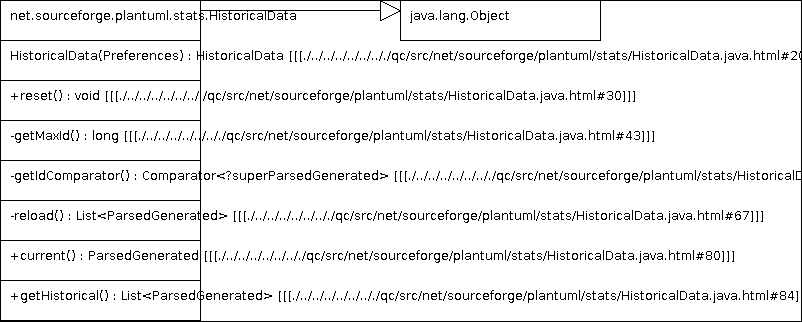 net.sourceforge.plantuml.stats.HistoricalData
java.lang.Object
HistoricalData(Preferences) : HistoricalData [[[./../../../../../../qc/src/net/sourceforge/plantuml/stats/HistoricalData.java.html#20
+reset() : void [[[./../../../../../../qc/src/net/sourceforge/plantuml/stats/HistoricalData.java.html#30]]]
-getMaxId() : long [[[./../../../../../../qc/src/net/sourceforge/plantuml/stats/HistoricalData.java.html#43]]]
-getIdComparator() : Comparator<?superParsedGenerated> [[[./../../../../../../qc/src/net/sourceforge/plantuml/stats/HistoricalD
-reload() : List<ParsedGenerated> [[[./../../../../../../qc/src/net/sourceforge/plantuml/stats/HistoricalData.java.html#67]]]
+current() : ParsedGenerated [[[./../../../../../../qc/src/net/sourceforge/plantuml/stats/HistoricalData.java.html#80]]]
+getHistorical() : List<ParsedGenerated> [[[./../../../../../../qc/src/net/sourceforge/plantuml/stats/HistoricalData.java.html#84]